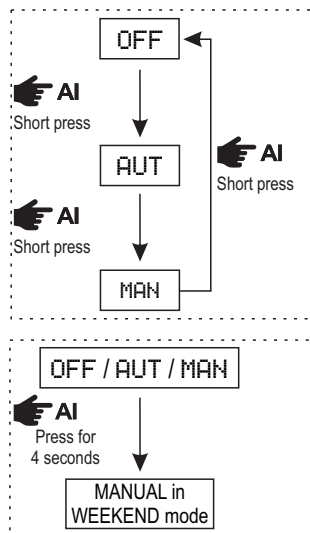 OFF
AI
Short press
AUT
AI
Short press
AI
Short press
MAN
OFF / AUT / MAN
AI
Press for
4 seconds
MANUAL in
WEEKEND mode